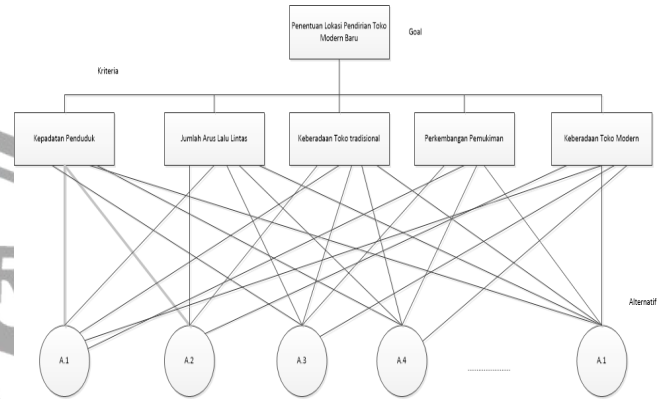 Penentuan Lokasi Pendirian Toko
Modern Baru
Goal
Kriteria
Kepadatan Penduduk
Jumlah Arus Lalu Lintas
Keberadaan Toko tradisional
Perkembangan Pemukiman
Keberadaan Toko Modern
Alternatif
A.1
A.2
A.3
A.4
........................
A.1